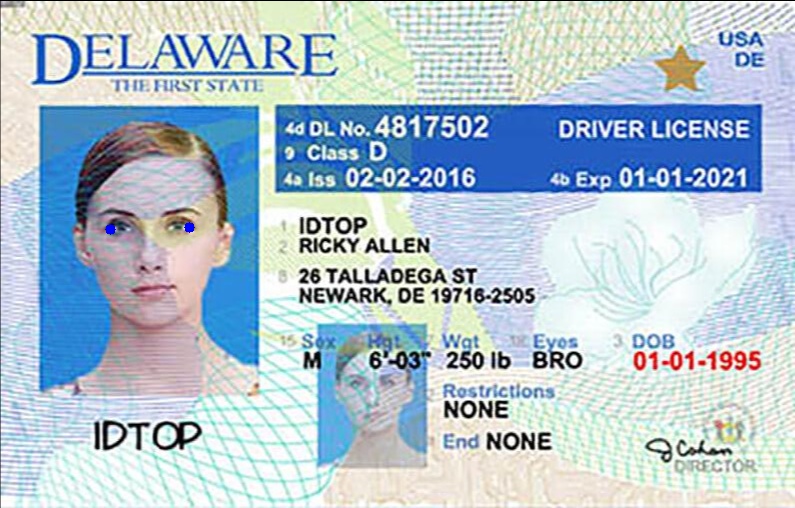 DELAWARE
THE FIRST STATE
USA
DE
4d DL No. 4817502
DRIVER LICENSE
9 Class D
4a Iss 02-02-2016
4b Exp 01-01-2021
1 IDTOP
2 RICKY ALLEN
8 26 TALLADEGA ST
NEWARK, DE 19716-2505
15 Sex Hgt Wgt Eyes 3 DOB
M 6'-03" 250 lb BRO 01-01-1995
Restrictions
NONE
End NONE
IDTOP
J Cohan
DIRECTOR